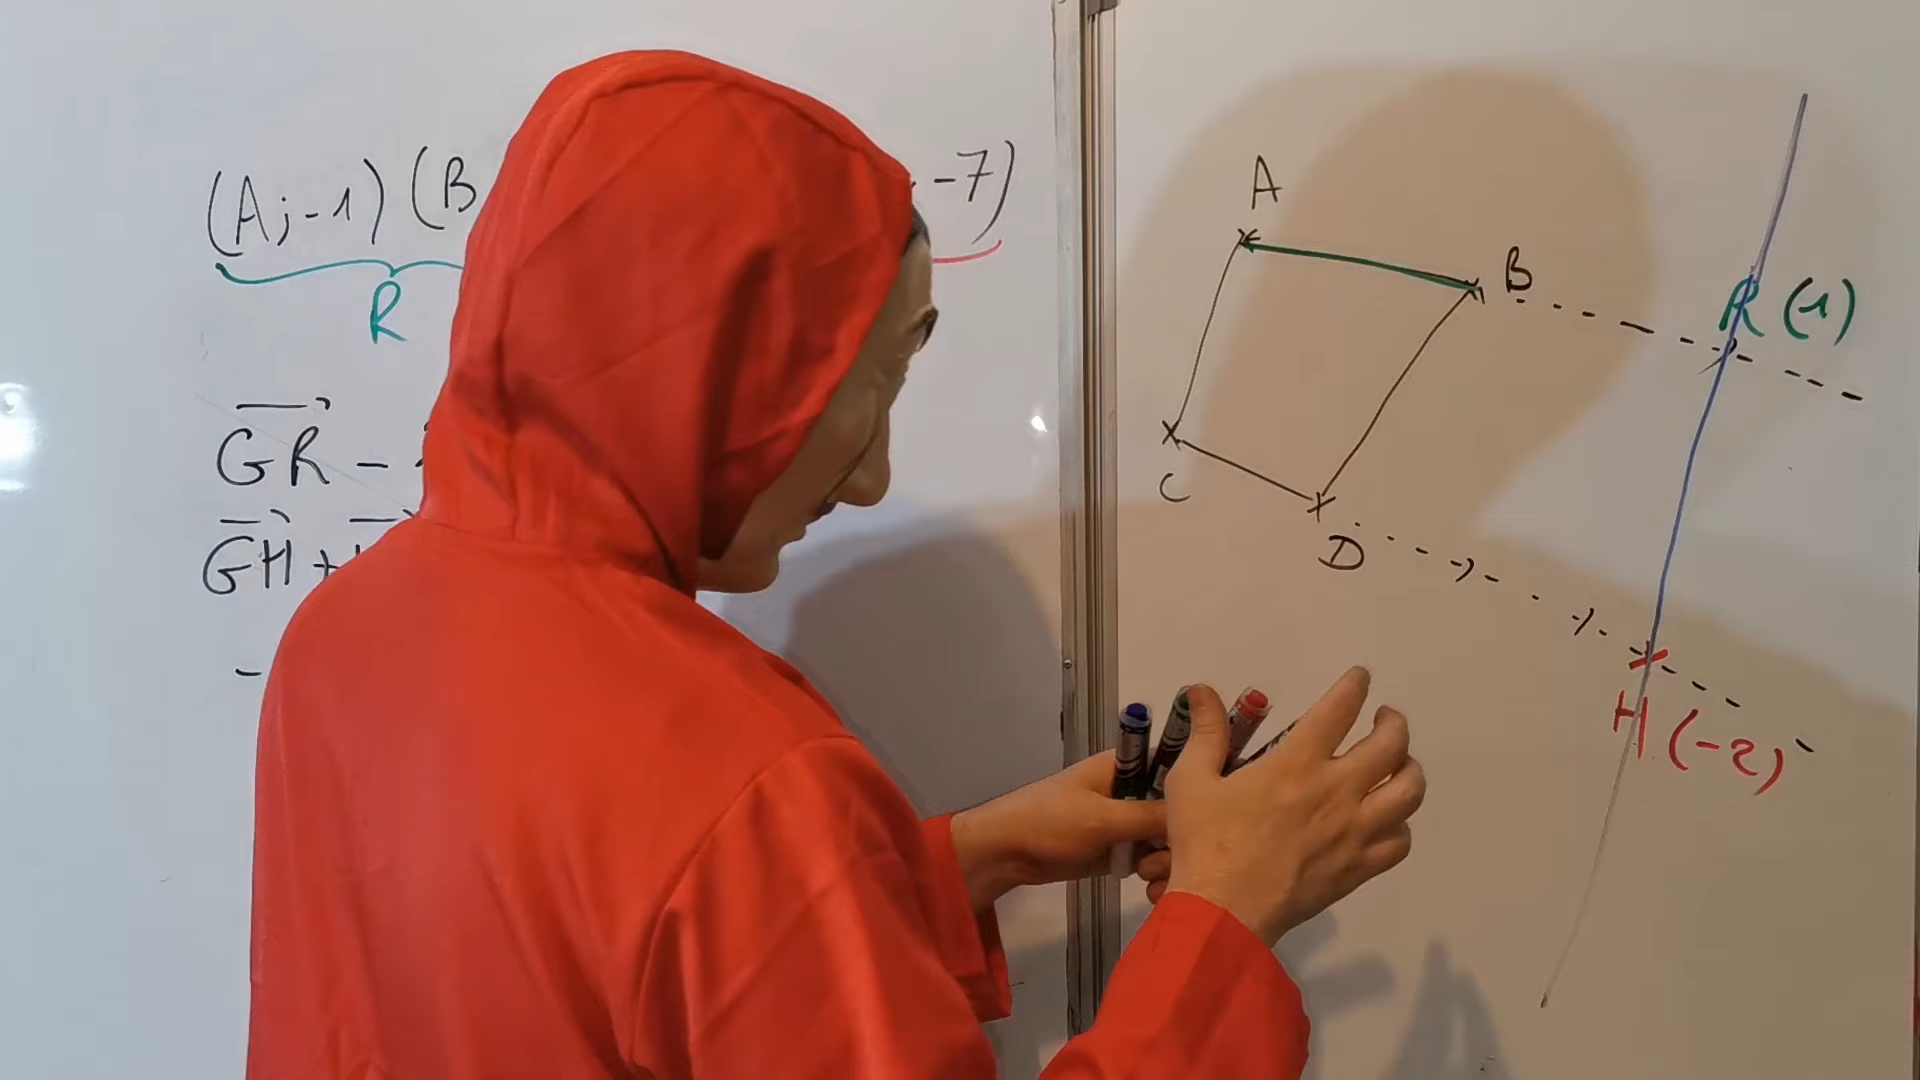 (A; -1) (B -7)
R
GR -
GH +
-
A
B
R (1)
C
D
H (-2)